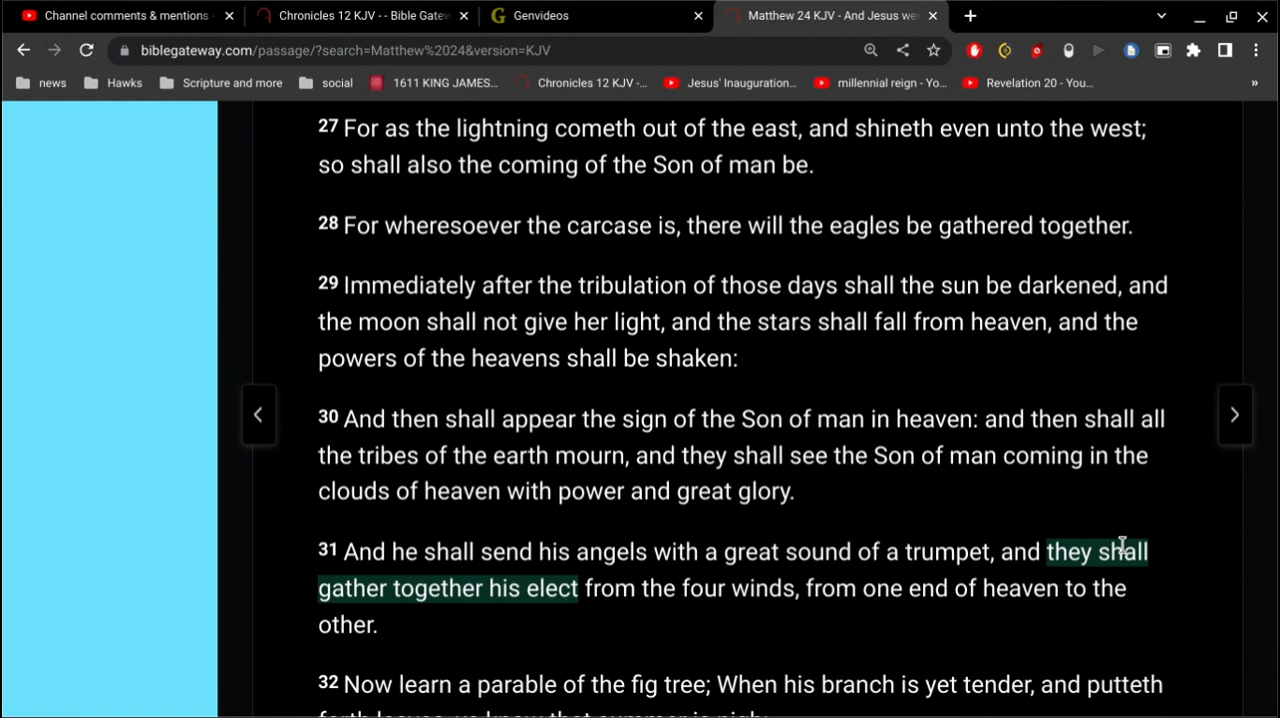 Channel comments & mentions
Chronicles 12 KJV - - Bible Gatew
G Genvideos
Matthew 24 KJV - And Jesus we
biblegateway.com/passage/?search=Matthew%2024&version=KJV
news
Hawks
Scripture and more
social
1611 KING JAMES...
Chronicles 12 KJV -...
Jesus' Inauguration...
millennial reign - Yo...
Revelation 20 - You...
»
27 For as the lightning cometh out of the east, and shineth even unto the west;
so shall also the coming of the Son of man be.
28 For wheresoever the carcase is, there will the eagles be gathered together.
29 Immediately after the tribulation of those days shall the sun be darkened, and
the moon shall not give her light, and the stars shall fall from heaven, and the
powers of the heavens shall be shaken:
30 And then shall appear the sign of the Son of man in heaven: and then shall all
the tribes of the earth mourn, and they shall see the Son of man coming in the
clouds of heaven with power and great glory.
31 And he shall send his angels with a great sound of a trumpet, and they shall
gather together his elect from the four winds, from one end of heaven to the
other.
32 Now learn a parable of the fig tree; When his branch is yet tender, and putteth
forth leaves, ye know that summer is nigh: